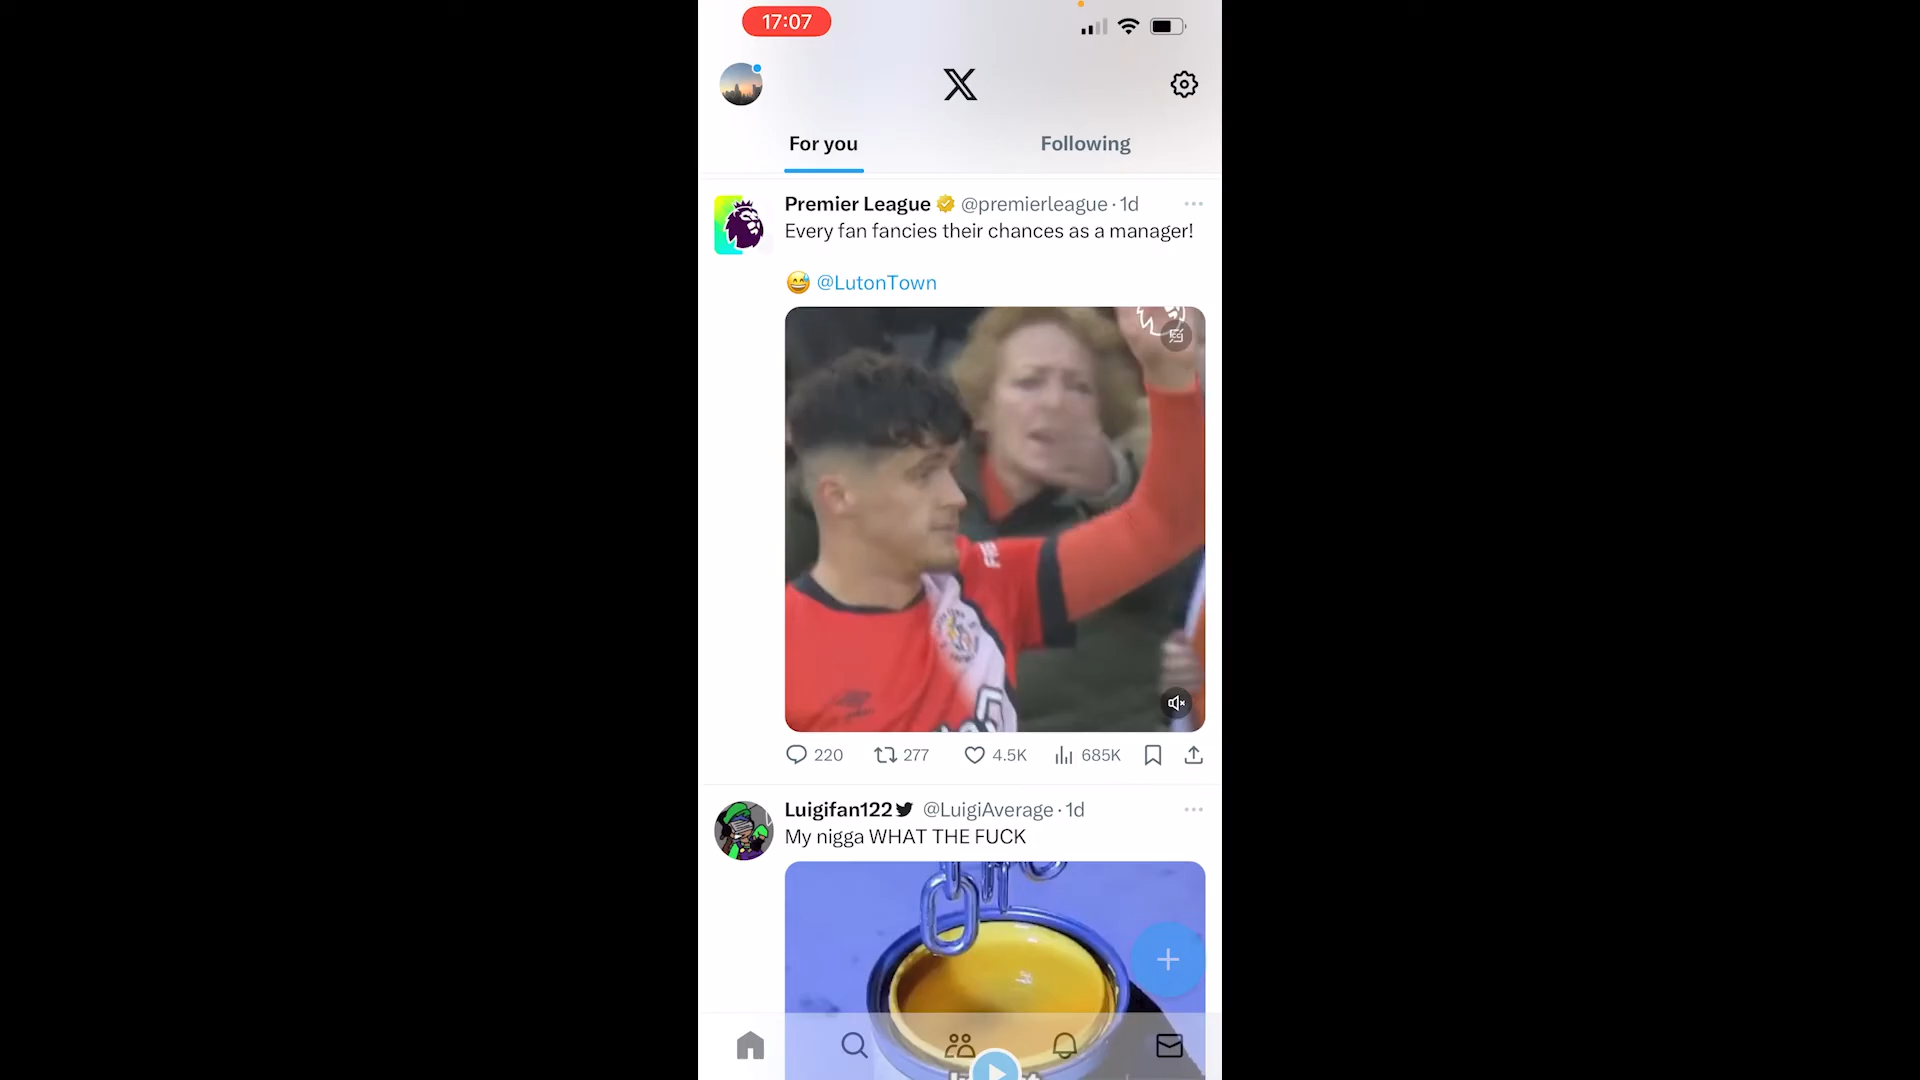 17:07
For you
Following
Premier League @premierleague · 1d
Every fan fancies their chances as a manager!
😅 @LutonTown
220
277
4.5K
685K
Luigifan122 @LuigiAverage · 1d
My nigga WHAT THE FUCK